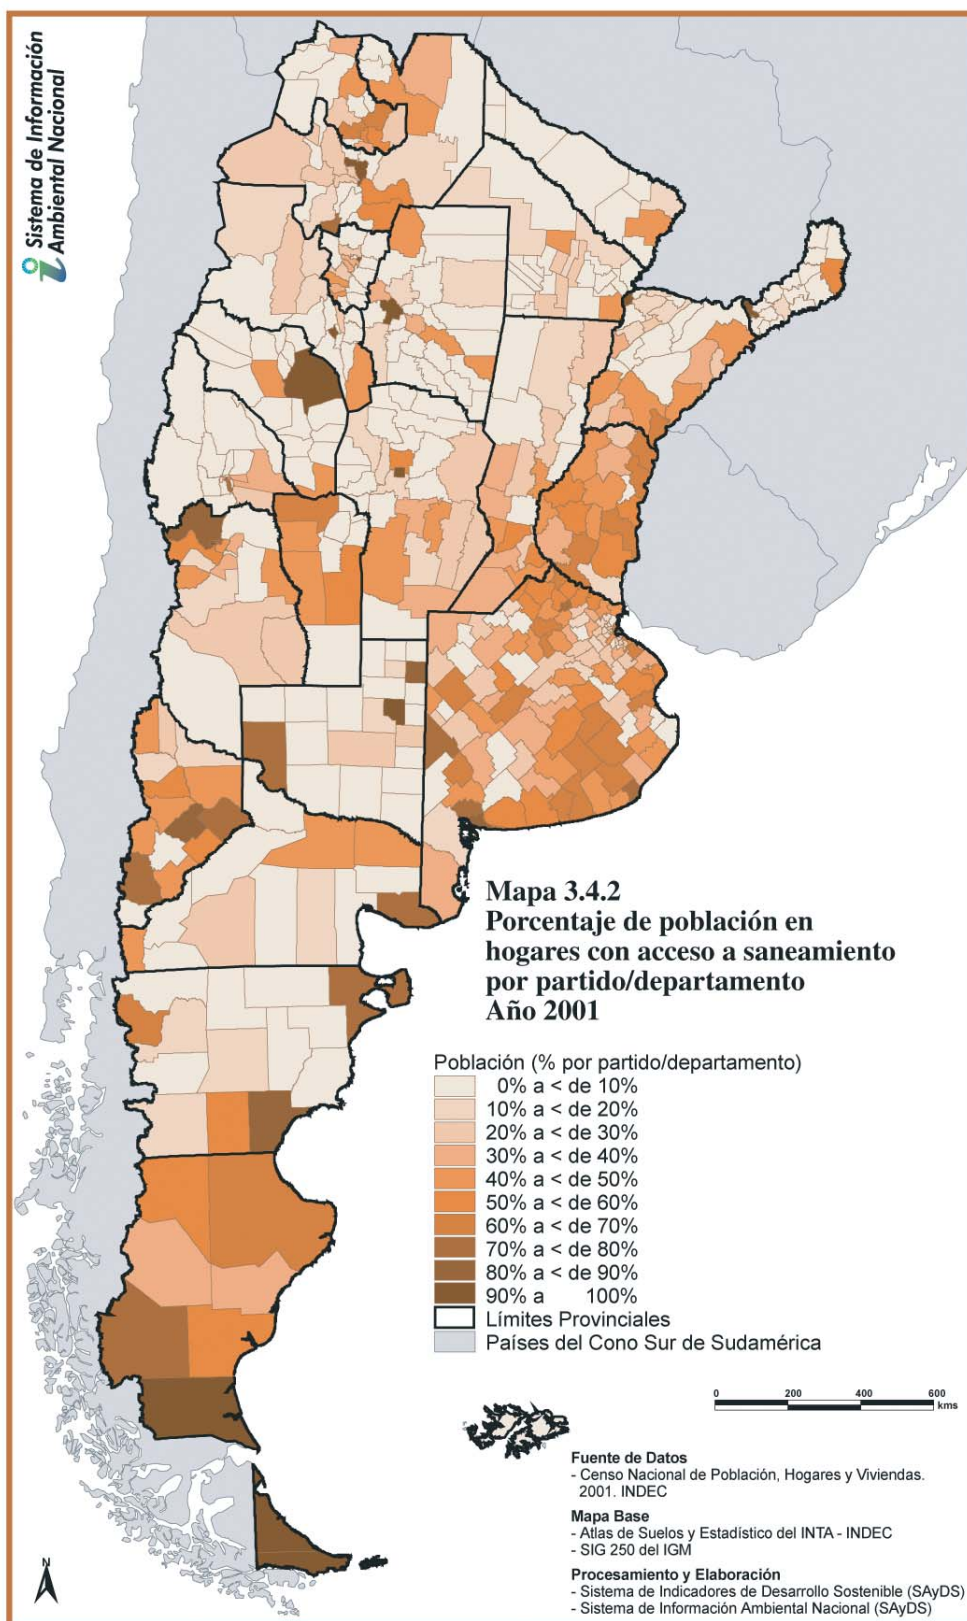 Sistema de Información
Ambiental Nacional
Mapa 3.4.2
Porcentaje de población en
hogares con acceso a saneamiento
por partido/departamento
Año 2001
Población (% por partido/departamento)
0% a < de 10%
10% a < de 20%
20% a < de 30%
30% a < de 40%
40% a < de 50%
50% a < de 60%
60% a < de 70%
70% a < de 80%
80% a < de 90%
90% a 100%
Límites Provinciales
Países del Cono Sur de Sudamérica
0 200 400 600
kms
Fuente de Datos
- Censo Nacional de Población, Hogares y Viviendas.
2001. INDEC
Mapa Base
- Atlas de Suelos y Estadístico del INTA - INDEC
- SIG 250 del IGM
Procesamiento y Elaboración
- Sistema de Indicadores de Desarrollo Sostenible (SAyDS)
- Sistema de Información Ambiental Nacional (SAyDS)
N